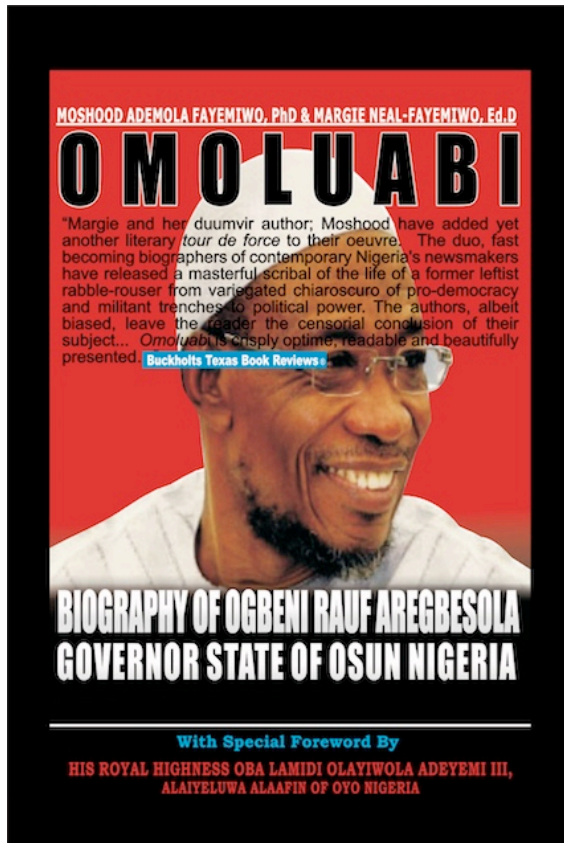 MOSHOOD ADEMOLA FAYEMIWO, PhD & MARGIE NEAL-FAYEMIWO, Ed.D
OMOLUABI
"Margie and her duumvir author; Moshood have added yet
another literary tour de force to their oeuvre. The duo, fast
becoming biographers of contemporary Nigeria's newsmakers
have released a masterful scribal of the life of a former leftist
rabble-rouser from variegated chiaroscuro of pro-democracy
and militant trenches to political power. The authors, albeit
biased, leave the reader the censorial conclusion of their
subject... Omoluabi is crisply optime, readable and beautifully
presented. Buckholts Texas Book Reviews
BIOGRAPHY OF OGBENI RAUF AREGBESOLA
GOVERNOR STATE OF OSUN NIGERIA
With Special Foreword By
HIS ROYAL HIGHNESS OBA LAMIDI OLAYIWOLA ADEYEMI III,
ALAIYELUWA ALAAFIN OF OYO NIGERIA